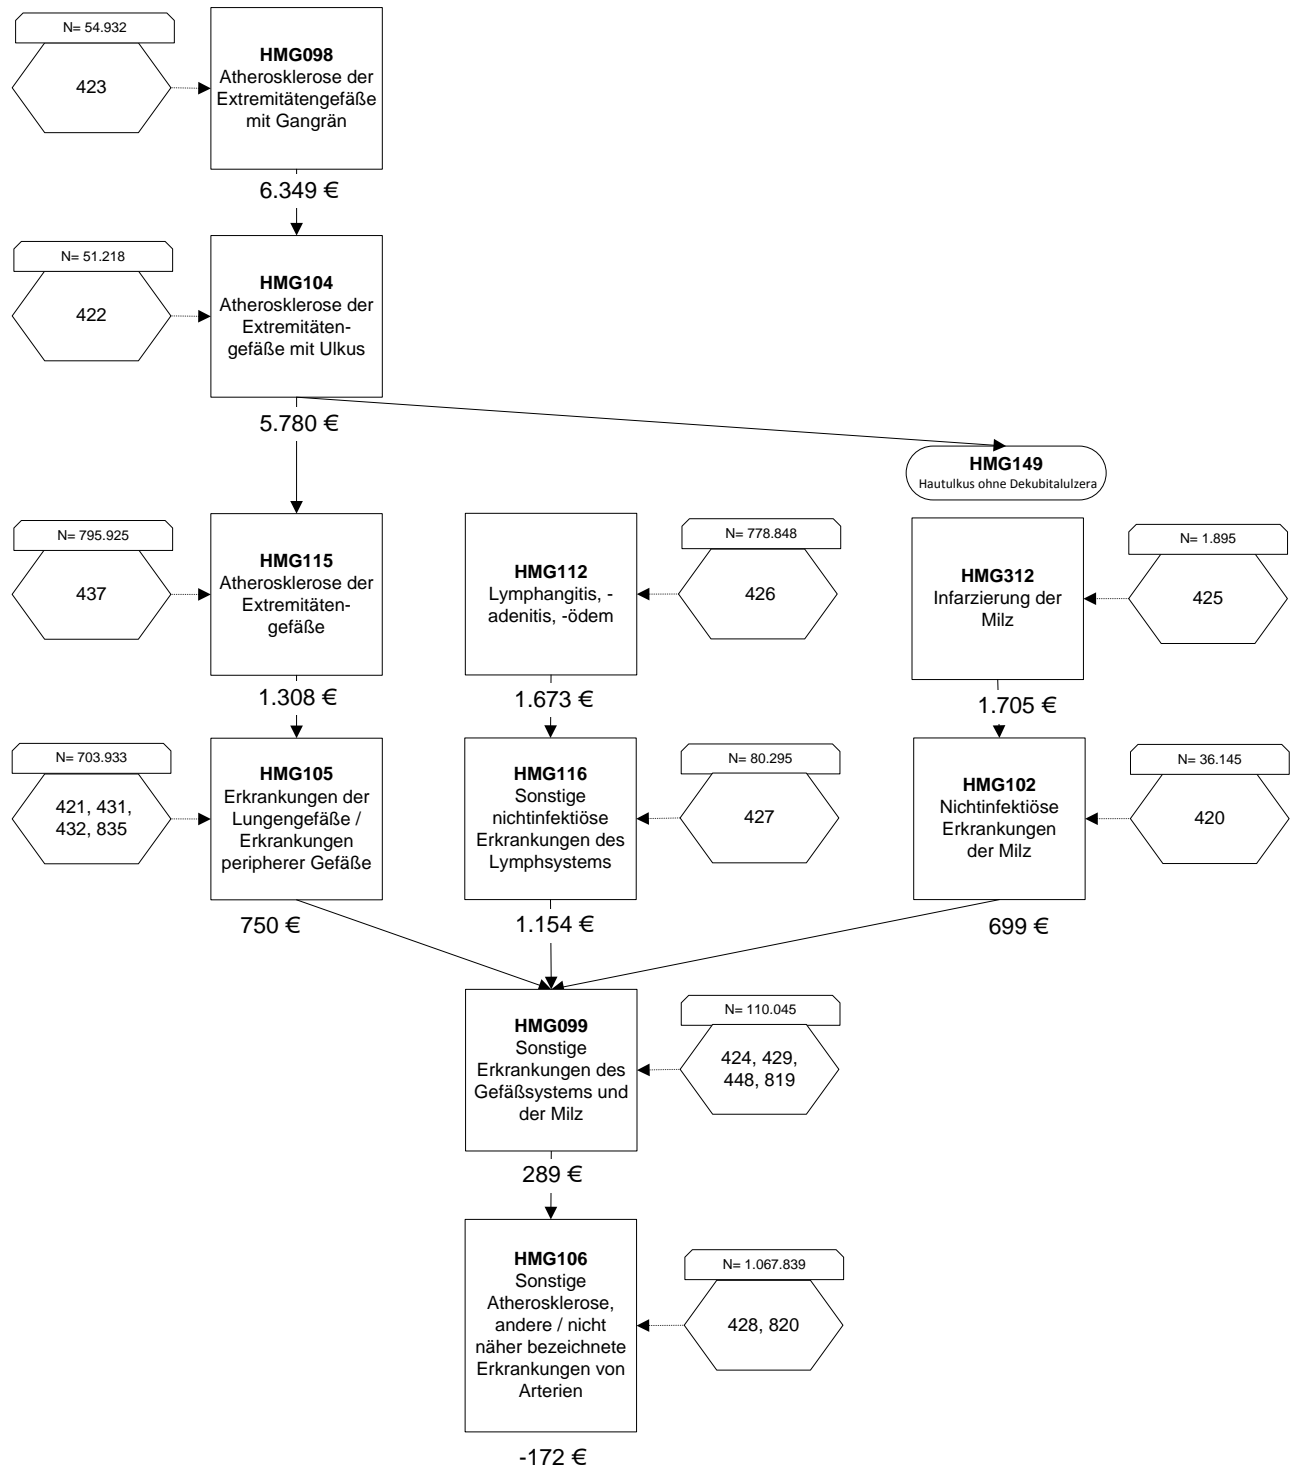 N= 54.932
423
HMG098
Atherosklerose der
Extremitätengefäße
mit Gangrän
6.349 €
N= 51.218
422
HMG104
Atherosklerose der
Extremitäten-
gefäße mit Ulkus
5.780 €
HMG149
Hautulkus ohne Dekubitalulzera
N= 795.925
437
HMG115
Atherosklerose der
Extremitäten-
gefäße
1.308 €
HMG112
Lymphangitis, -
adenitis, -ödem
1.673 €
N= 778.848
426
HMG312
Infarzierung der
Milz
1.705 €
N= 1.895
425
N= 703.933
421, 431,
432, 835
HMG105
Erkrankungen der
Lungengefäße /
Erkrankungen
peripherer Gefäße
750 €
HMG116
Sonstige
nichtinfektiöse
Erkrankungen des
Lymphsystems
1.154 €
N= 80.295
427
HMG102
Nichtinfektiöse
Erkrankungen
der Milz
699 €
N= 36.145
420
HMG099
Sonstige
Erkrankungen des
Gefäßsystems und
der Milz
289 €
N= 110.045
424, 429,
448, 819
HMG106
Sonstige
Atherosklerose,
andere / nicht
näher bezeichnete
Erkrankungen von
Arterien
-172 €
N= 1.067.839
428, 820